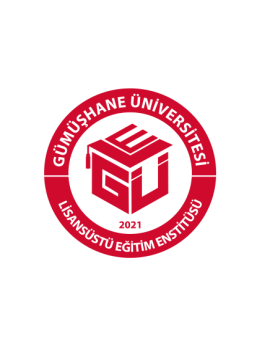 GÜMÜŞHANE ÜNİVERSİTESİ
E
GÜ
2021
LİSANSÜSTÜ EĞİTİM ENSTİTÜSÜ